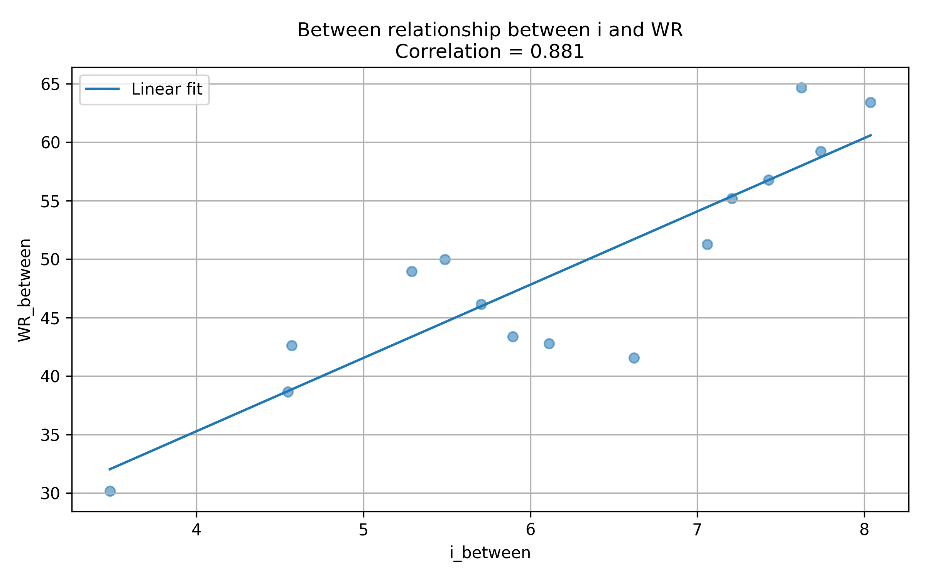 Between relationship between i and WR
Correlation = 0.881
Linear fit
65
60
55
50
45
40
35
30
WR_between
4 5 6 7 8
i_between